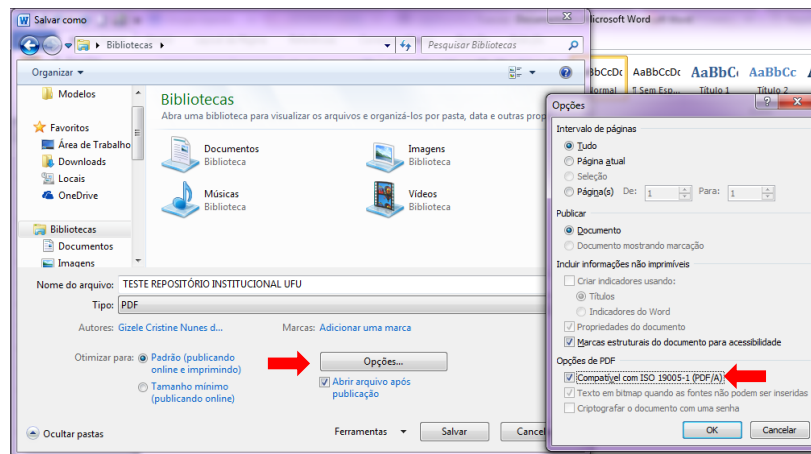 Salvar como
Bibliotecas
Pesquisar Bibliotecas
Organizar
Modelos
Favoritos
Área de Trabalho
Downloads
Locais
OneDrive
Bibliotecas
Documentos
Imagens
Bibliotecas
Abra uma biblioteca para visualizar os arquivos e organizá-los por pasta, data e outras prop
Documentos
Biblioteca
Imagens
Biblioteca
Músicas
Biblioteca
Vídeos
Biblioteca
Nome do arquivo: TESTE REPOSITÓRIO INSTITUCIONAL UFU
Tipo: PDF
Autores: Gizele Cristine Nunes d...
Marcas: Adicionar uma marca
Otimizar para: Padrão (publicando
online e imprimindo)
Tamanho mínimo
(publicando online)
Opções...
Abrir arquivo após
publicação
Ocultar pastas
Ferramentas
Salvar
Cancel
Microsoft Word
AaBbCcDc AaBbC AaBbCc
Normal ¶ Sem Esp... Título 1 Título 2
Opções
Intervalo de páginas
Tudo
Página atual
Seleção
Página(s) De: 1 Para: 1
Publicar
Documento
Documento mostrando marcação
Incluir informações não imprimíveis
Criar indicadores usando:
Títulos
Indicadores do Word
Propriedades do documento
Marcas estruturais do documento para acessibilidade
Opções de PDF
Compatível com ISO 19005-1 (PDF/A)
Texto em bitmap quando as fontes não podem ser inseridas
Criptografar o documento com uma senha
OK
Cancelar